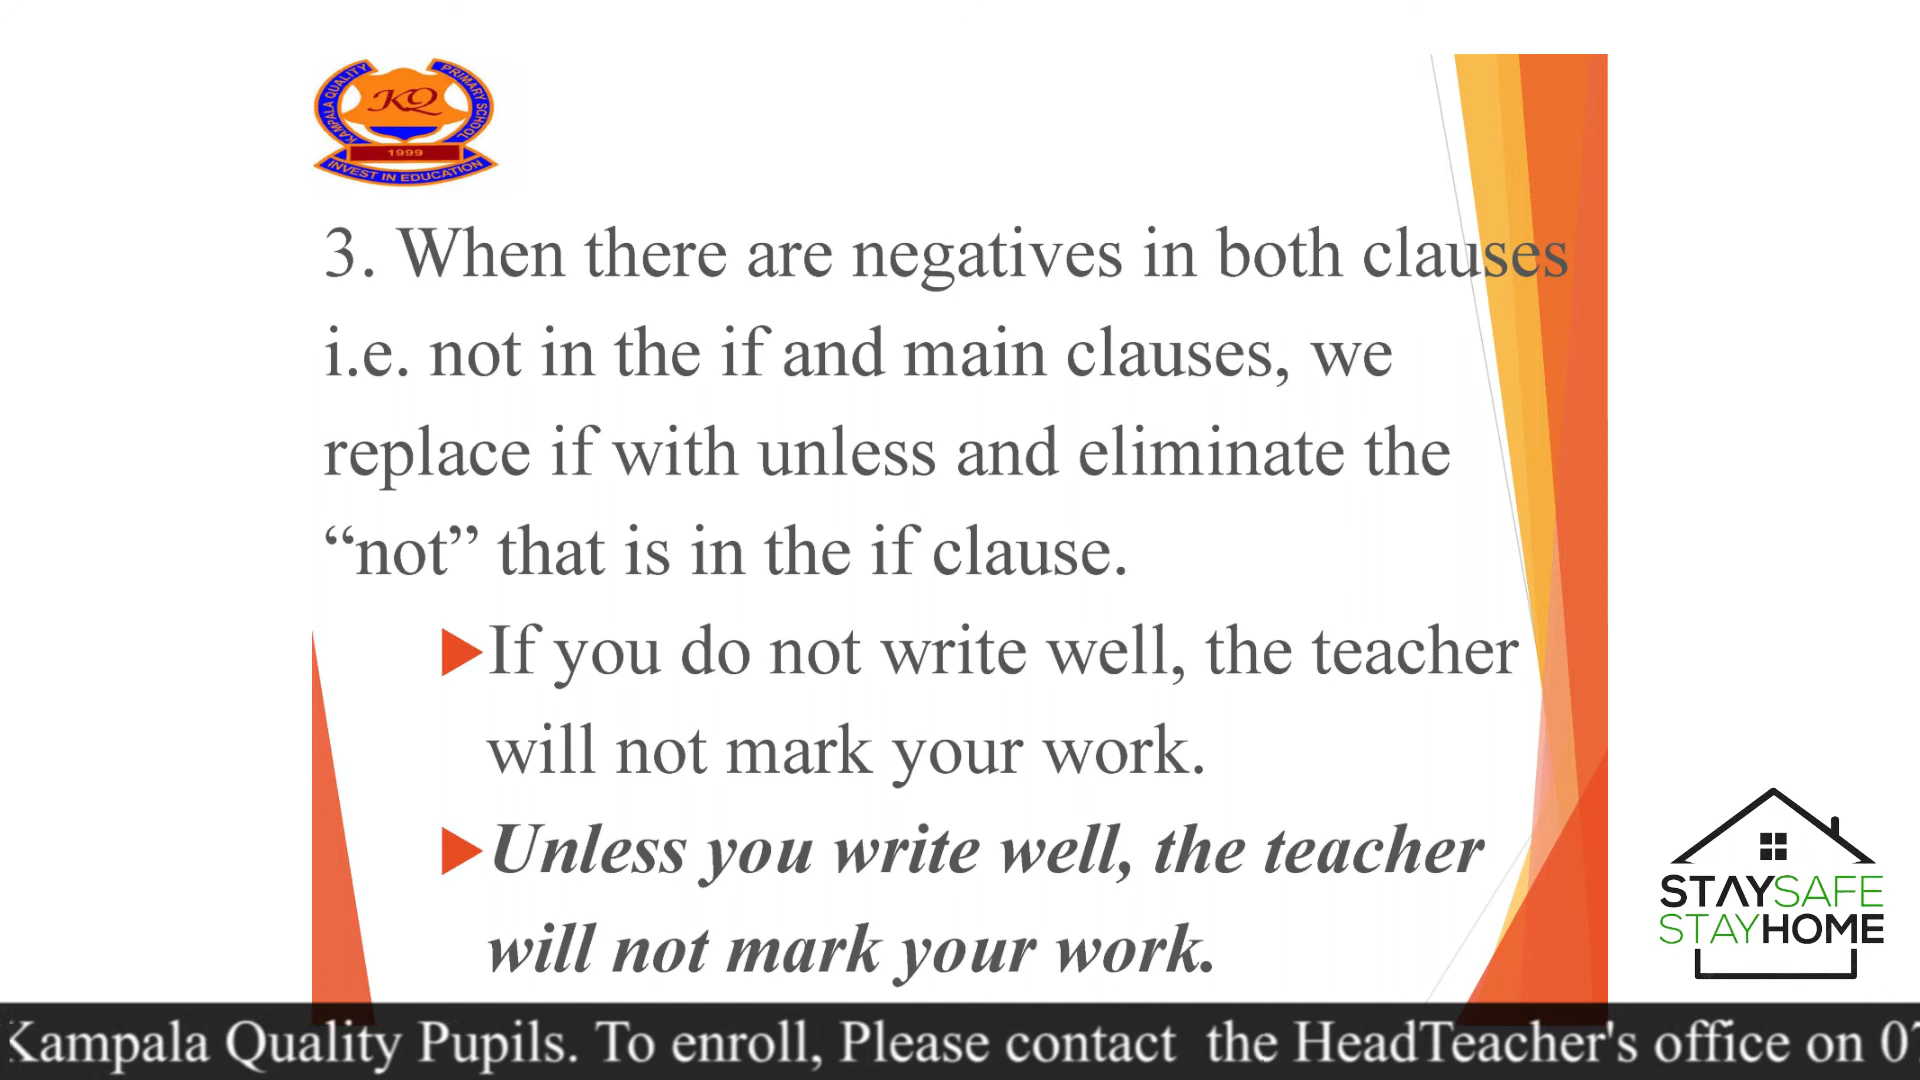 KAMPALA QUALITY PRIMARY SCHOOL
KQ
1999
INVEST IN EDUCATION
3. When there are negatives in both clauses
i.e. not in the if and main clauses, we
replace if with unless and eliminate the
“not” that is in the if clause.
If you do not write well, the teacher
will not mark your work.
Unless you write well, the teacher
will not mark your work.
STAYSAFE
STAYHOME
Kampala Quality Pupils. To enroll, Please contact the HeadTeacher's office on 07